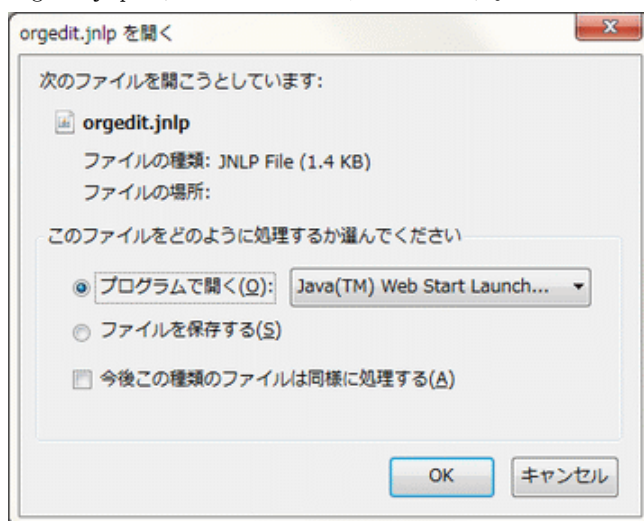 orgedit.jnlp を開く
次のファイルを開こうとしています:
orgedit.jnlp
ファイルの種類: JNLP File (1.4 KB)
ファイルの場所:
このファイルをどのように処理するか選んでください
プログラムで開く(O): Java(TM) Web Start Launch...
ファイルを保存する(S)
今後この種類のファイルは同様に処理する(A)
OK キャンセル